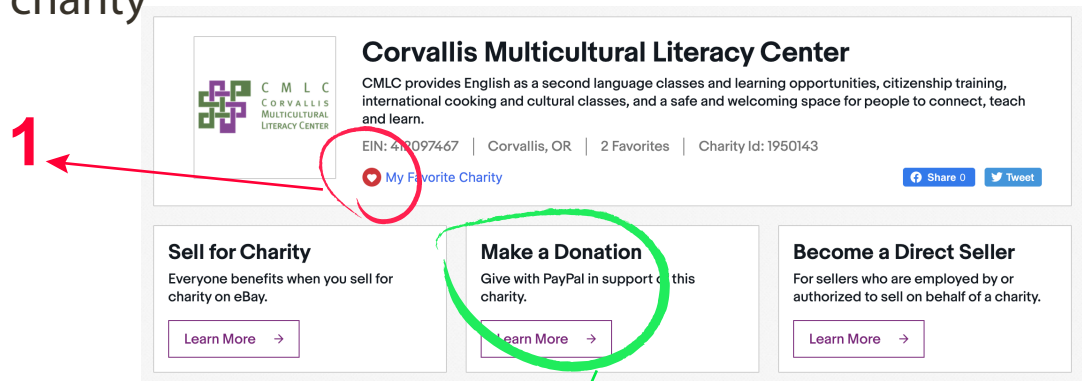 charity
CMLC
CORVALLIS
MULTICULTURAL
LITERACY CENTER
Corvallis Multicultural Literacy Center
CMLC provides English as a second language classes and learning opportunities, citizenship training,
international cooking and cultural classes, and a safe and welcoming space for people to connect, teach
and learn.
EIN: 412097467 | Corvallis, OR | 2 Favorites | Charity Id: 1950143
1
My Favorite Charity
Share 0
Tweet
Sell for Charity
Everyone benefits when you sell for
charity on eBay.
Learn More →
Make a Donation
Give with PayPal in support of this
charity.
Learn More →
Become a Direct Seller
For sellers who are employed by or
authorized to sell on behalf of a charity.
Learn More →